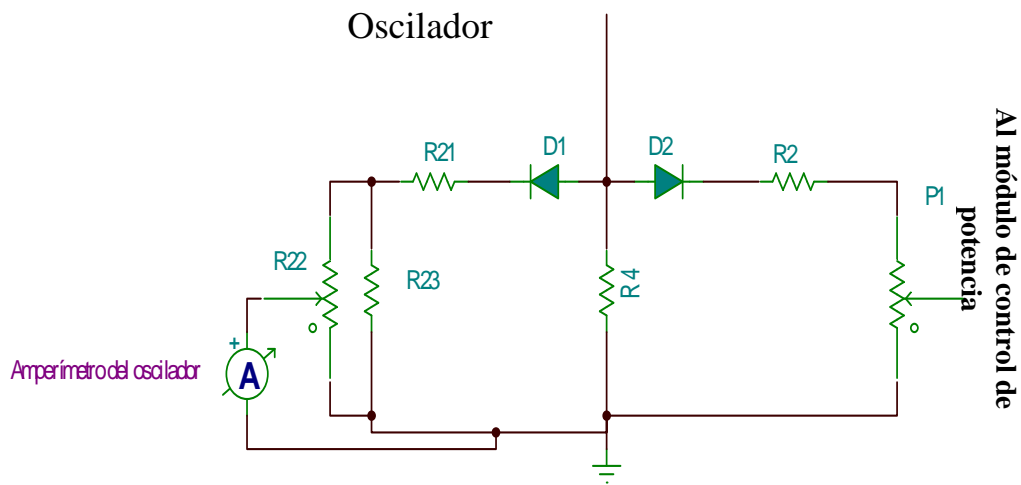 Oscilador
R21
D1
D2
R2
P1
R22
R23
R4
+
A
Amperímetro del oscilador
Al módulo de control de
potencia